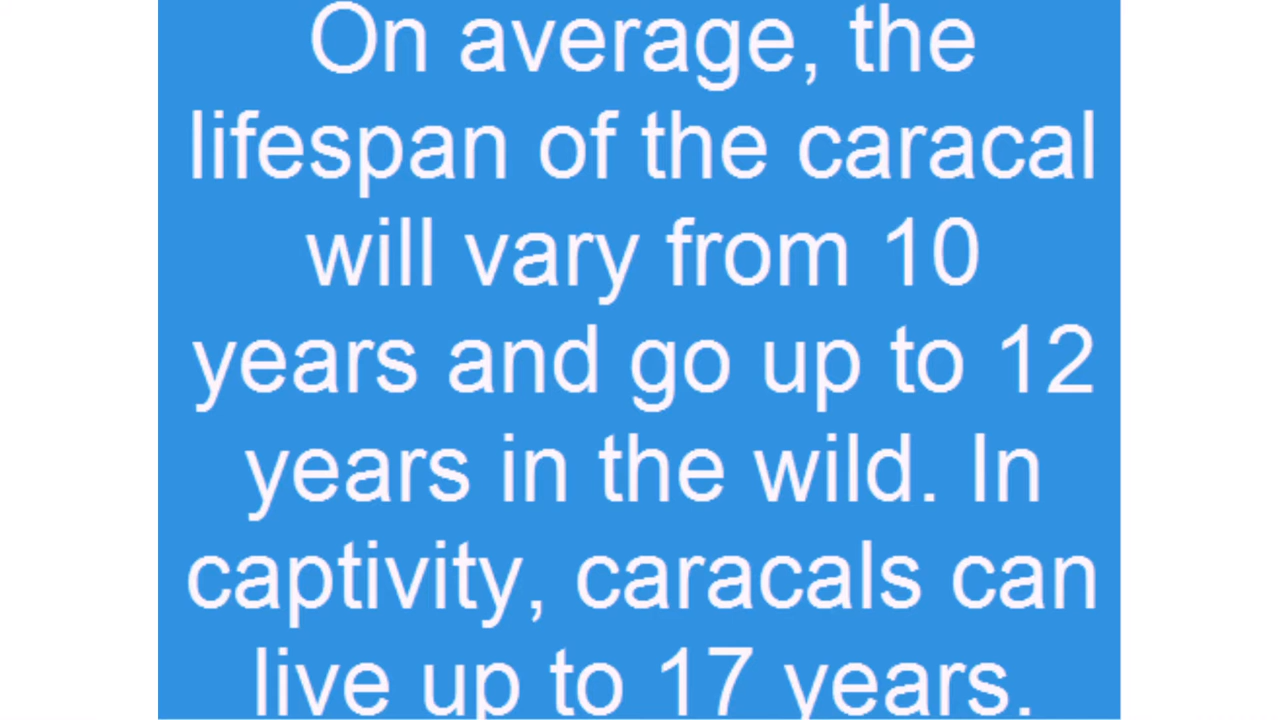 On average, the
lifespan of the caracal
will vary from 10
years and go up to 12
years in the wild. In
captivity, caracals can
live up to 17 years.